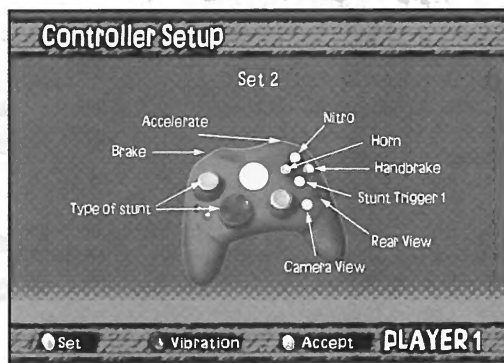 Controller Setup
Set 2
Accelerate
Nitro
Horn
Brake
Handbrake
Stunt Trigger 1
Type of stunt
Rear View
Camera View
Set
Vibration
Accept
PLAYER 1